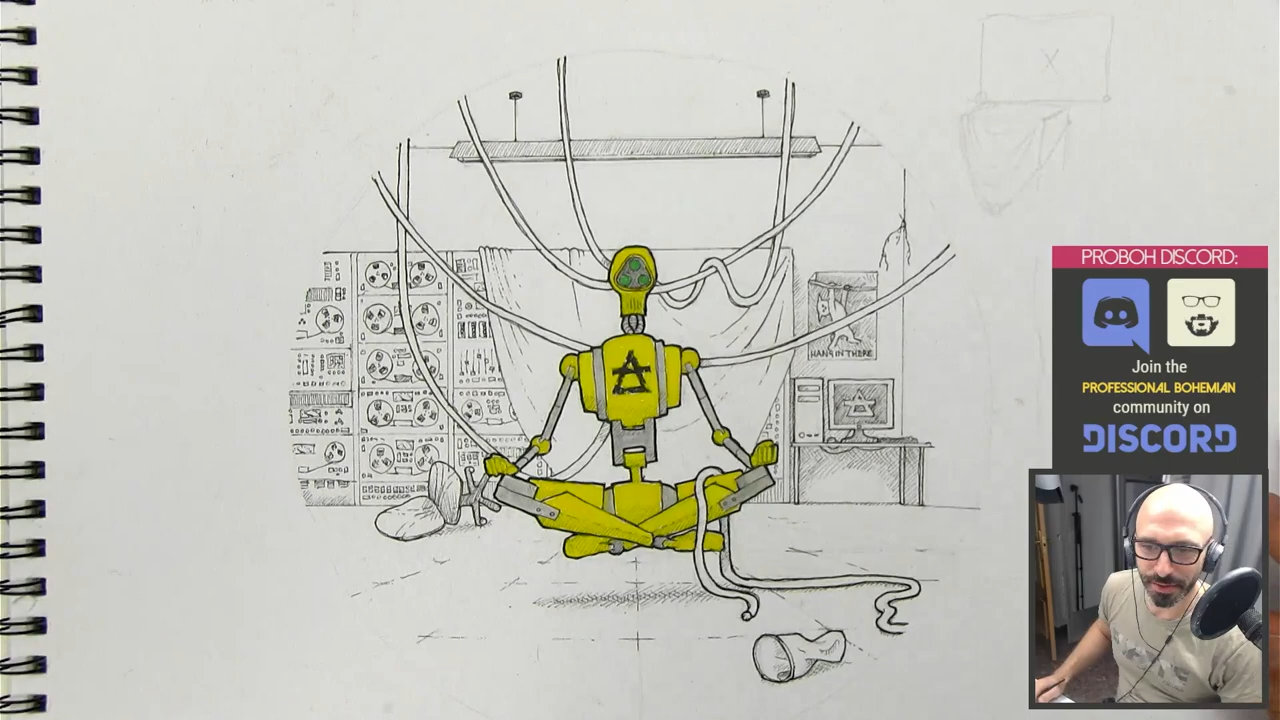 PROBOH DISCORD:
Join the
PROFESSIONAL BOHEMIAN
community on
DISCORD
HANG IN THERE